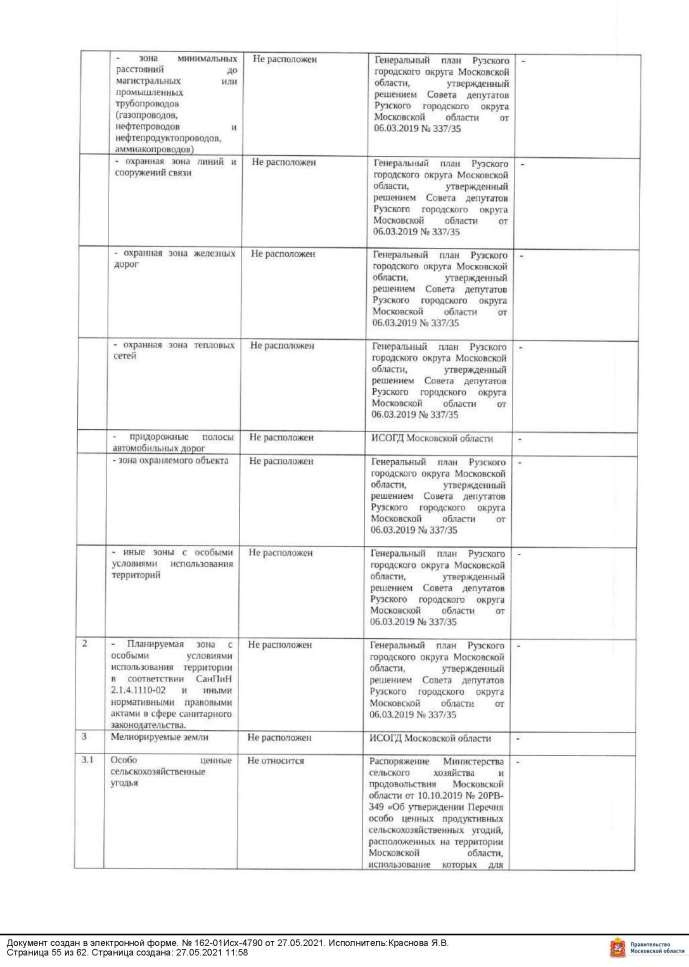 - зона минимальных
расстояний до
магистральных или
промышленных
трубопроводов
(газопроводов,
нефтепроводов и
нефтепродуктопроводов,
аммиакопроводов)
Не расположен
Генеральный план Рузского
городского округа Московской
области, утвержденный
решением Совета депутатов
Рузского городского округа
Московской области от
06.03.2019 № 337/35
-
- охранная зона линий и
сооружений связи
Не расположен
Генеральный план Рузского
городского округа Московской
области, утвержденный
решением Совета депутатов
Рузского городского округа
Московской области от
06.03.2019 № 337/35
-
- охранная зона железных
дорог
Не расположен
Генеральный план Рузского
городского округа Московской
области, утвержденный
решением Совета депутатов
Рузского городского округа
Московской области от
06.03.2019 № 337/35
-
- охранная зона тепловых
сетей
Не расположен
Генеральный план Рузского
городского округа Московской
области, утвержденный
решением Совета депутатов
Рузского городского округа
Московской области от
06.03.2019 № 337/35
-
- придорожные полосы
автомобильных дорог
Не расположен
ИСОГД Московской области
-
- зона охраняемого объекта
Не расположен
Генеральный план Рузского
городского округа Московской
области, утвержденный
решением Совета депутатов
Рузского городского округа
Московской области от
06.03.2019 № 337/35
-
- иные зоны с особыми
условиями использования
территорий
Не расположен
Генеральный план Рузского
городского округа Московской
области, утвержденный
решением Совета депутатов
Рузского городского округа
Московской области от
06.03.2019 № 337/35
-
2
- Планируемая зона с
особыми условиями
использования территории
в соответствии СанПиН
2.1.4.1110-02 и иными
нормативными правовыми
актами в сфере санитарного
законодательства.
Не расположен
Генеральный план Рузского
городского округа Московской
области, утвержденный
решением Совета депутатов
Рузского городского округа
Московской области от
06.03.2019 № 337/35
-
3
Мелиорируемые земли
Не расположен
ИСОГД Московской области
-
3.1
Особо ценные
сельскохозяйственные
угодья
Не относится
Распоряжение Министерства
сельского хозяйства и
продовольствия Московской
области от 10.10.2019 № 20РВ-
349 «Об утверждении Перечня
особо ценных продуктивных
сельскохозяйственных угодий,
расположенных на территории
Московской области,
использование которых для
-
Документ создан в электронной форме. № 162-01Исх-4790 от 27.05.2021. Исполнитель:Краснова Я.В.
Страница 55 из 62. Страница создана: 27.05.2021 11:58
Правительство
Московской области